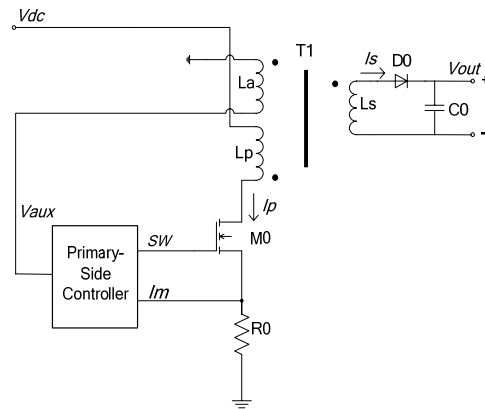 Vdc
T1
Is
D0
Vout
+
La
Ls
C0
Lp
-
Ip
Vaux
SW
M0
Primary-
Side
Controller
Im
R0